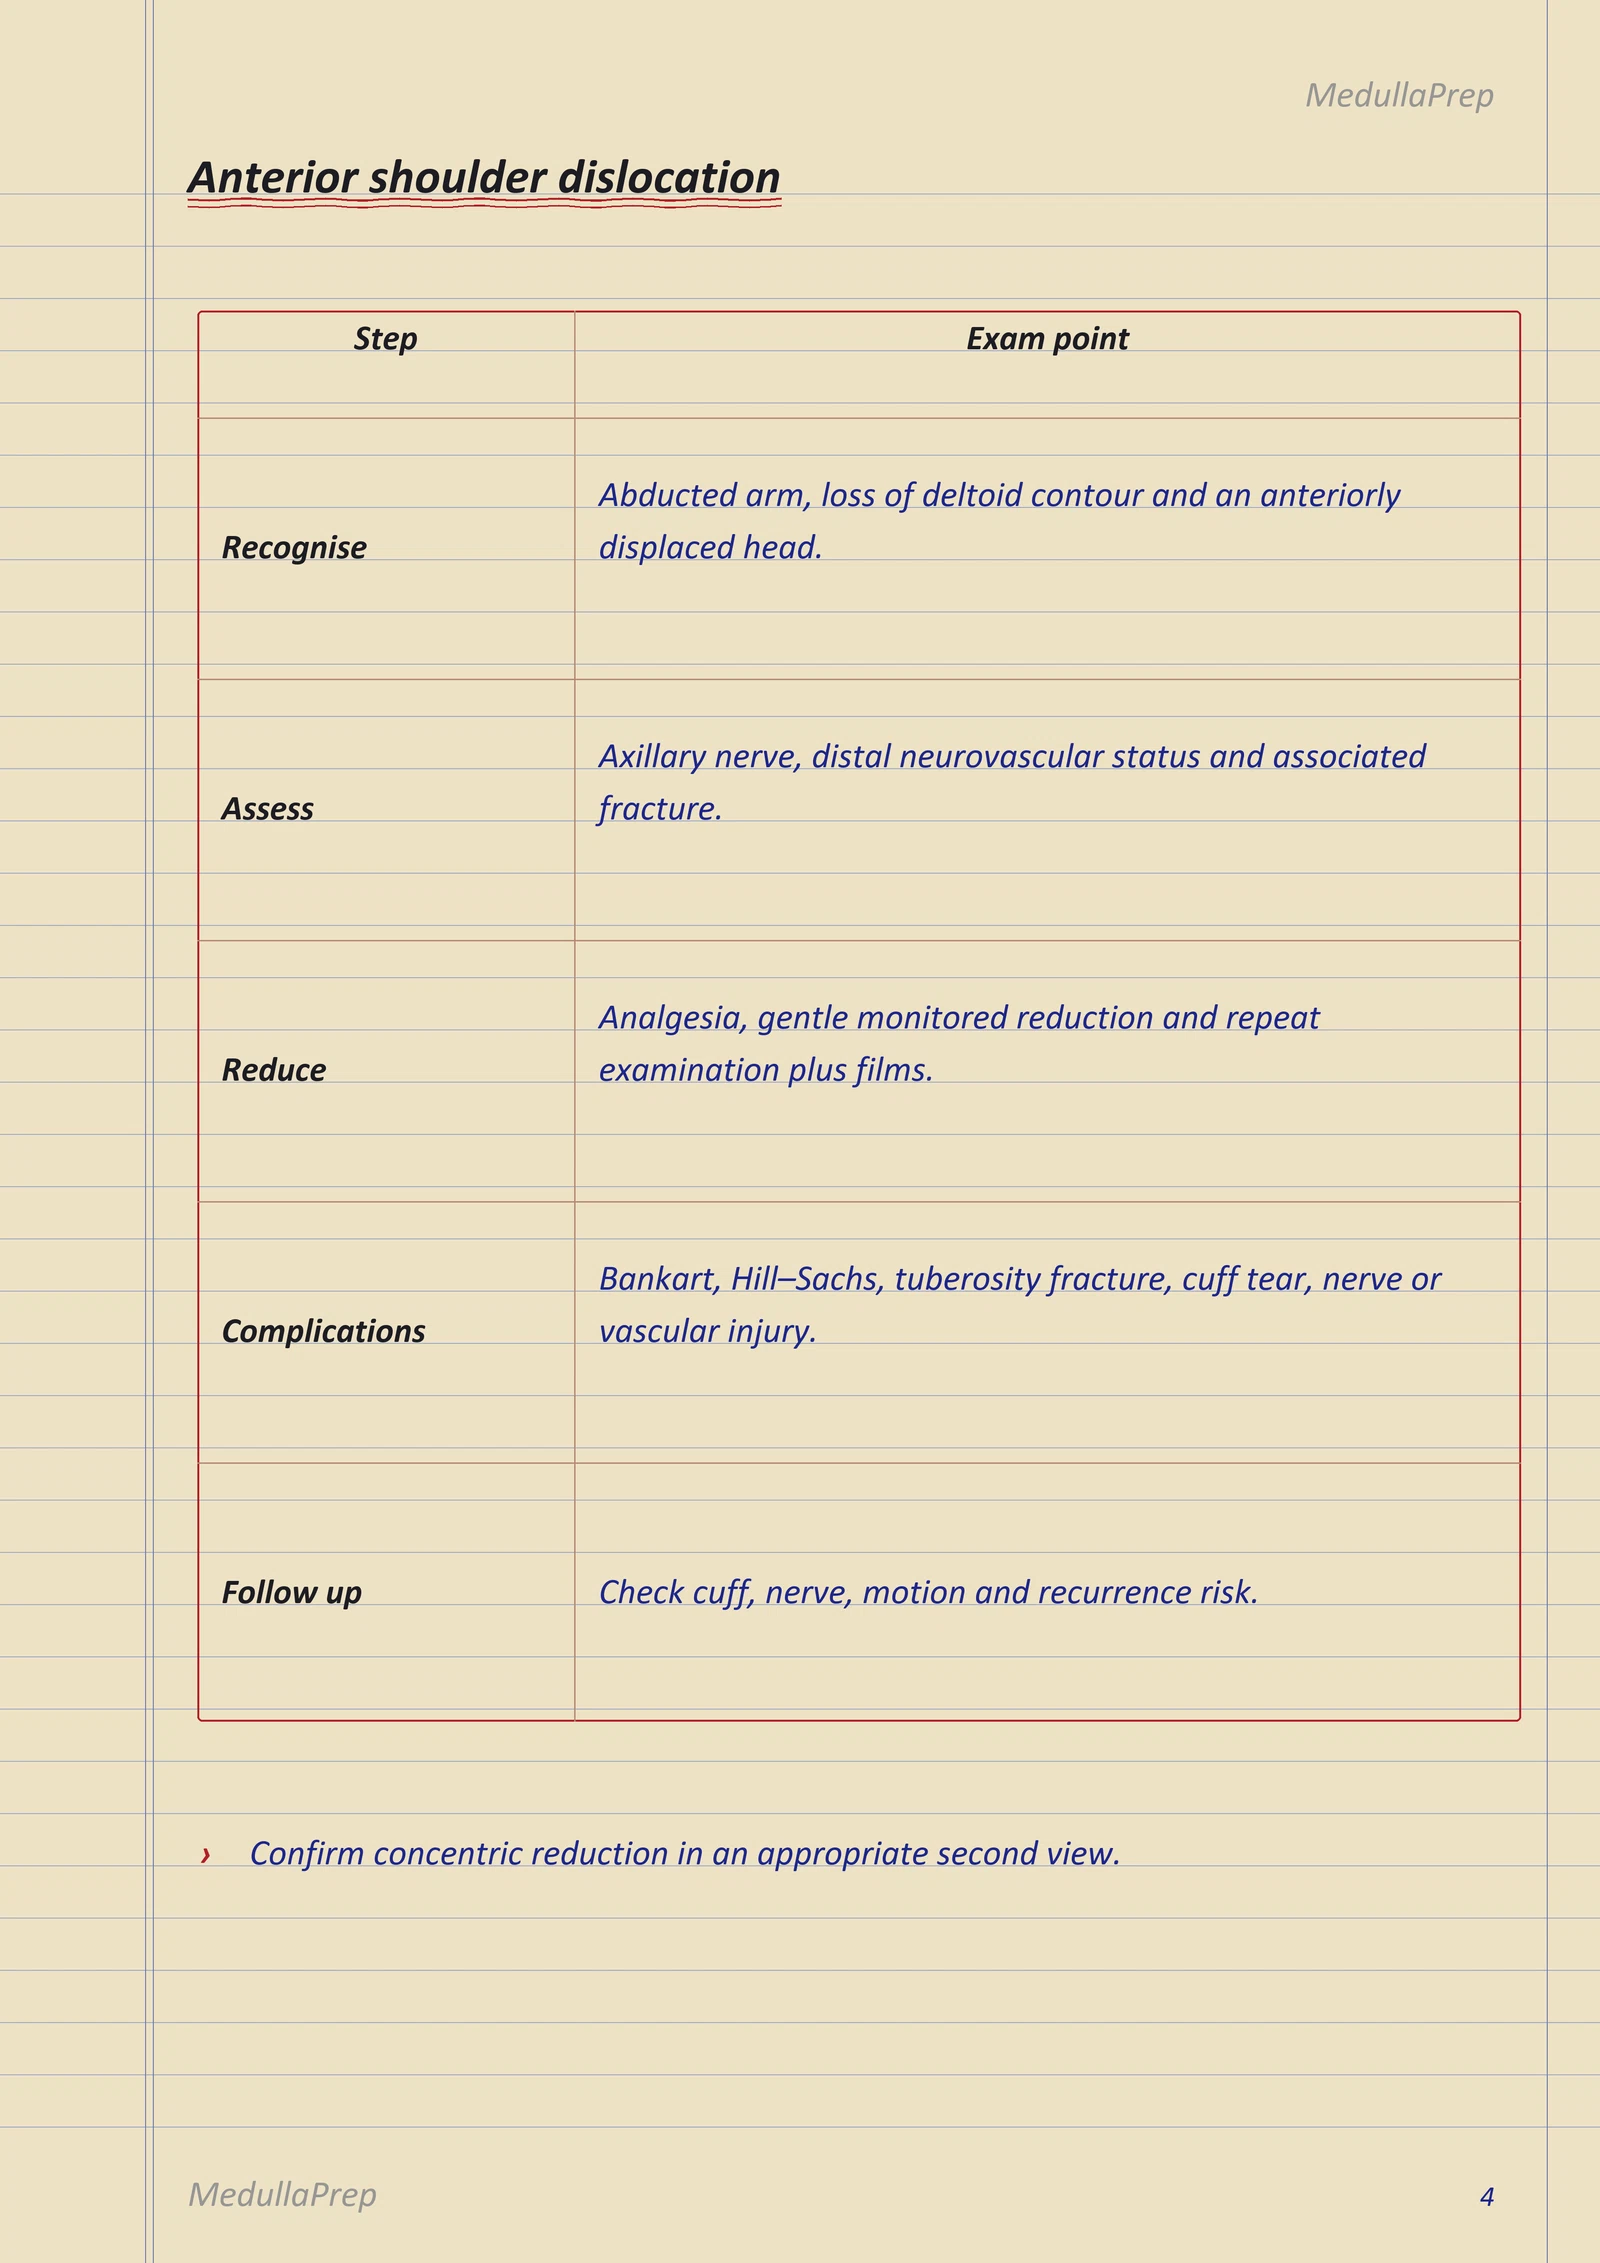 MedullaPrep
Anterior shoulder dislocation
Step
Exam point
Recognise
Abducted arm, loss of deltoid contour and an anteriorly
displaced head.
Assess
Axillary nerve, distal neurovascular status and associated
fracture.
Reduce
Analgesia, gentle monitored reduction and repeat
examination plus films.
Complications
Bankart, Hill–Sachs, tuberosity fracture, cuff tear, nerve or
vascular injury.
Follow up
Check cuff, nerve, motion and recurrence risk.
› Confirm concentric reduction in an appropriate second view.
MedullaPrep
4